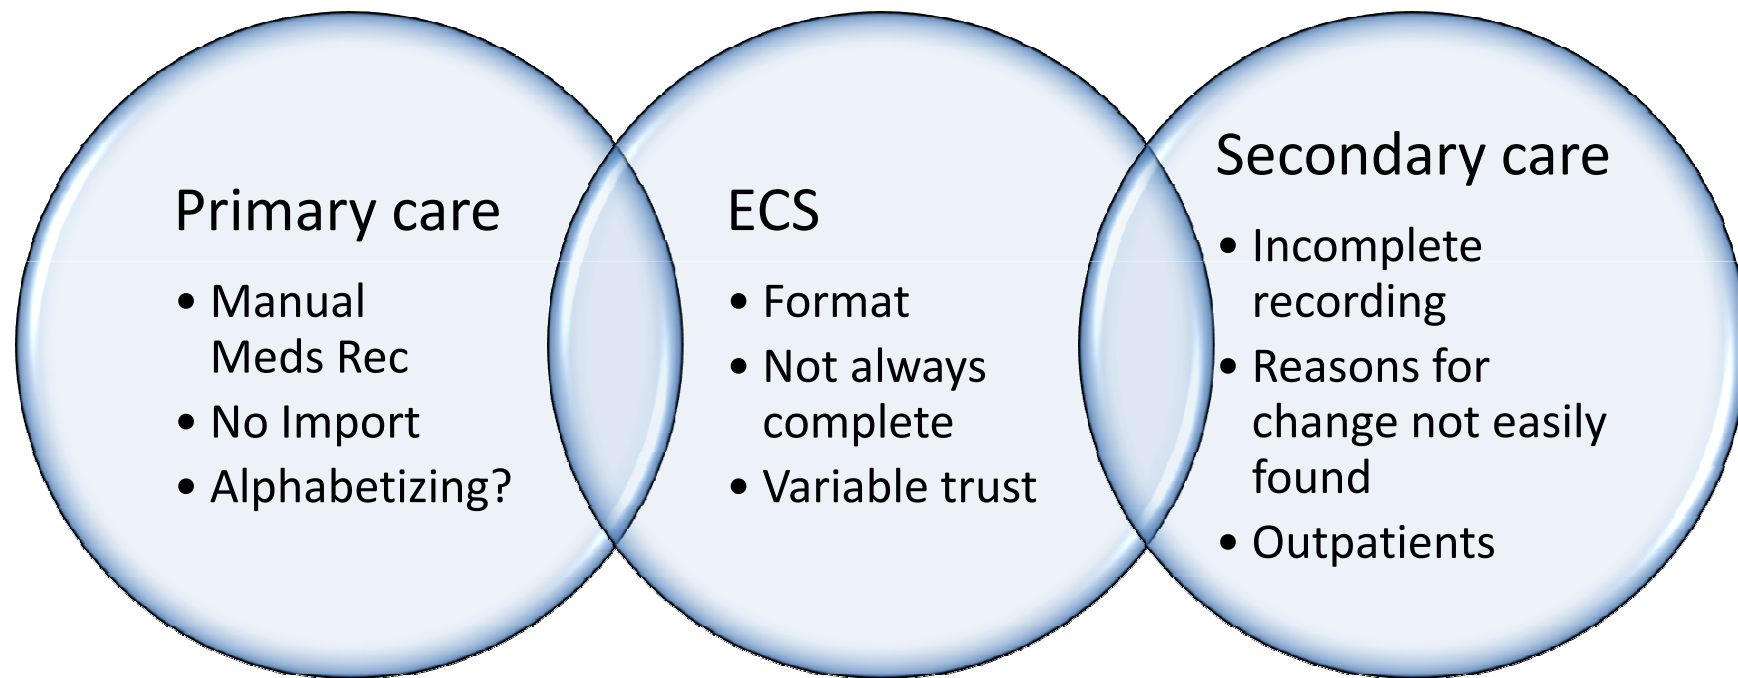 Primary care
• Manual
Meds Rec
• No Import
• Alphabetizing?
ECS
• Format
• Not always
complete
• Variable trust
Secondary care
• Incomplete
recording
• Reasons for
change not easily
found
• Outpatients